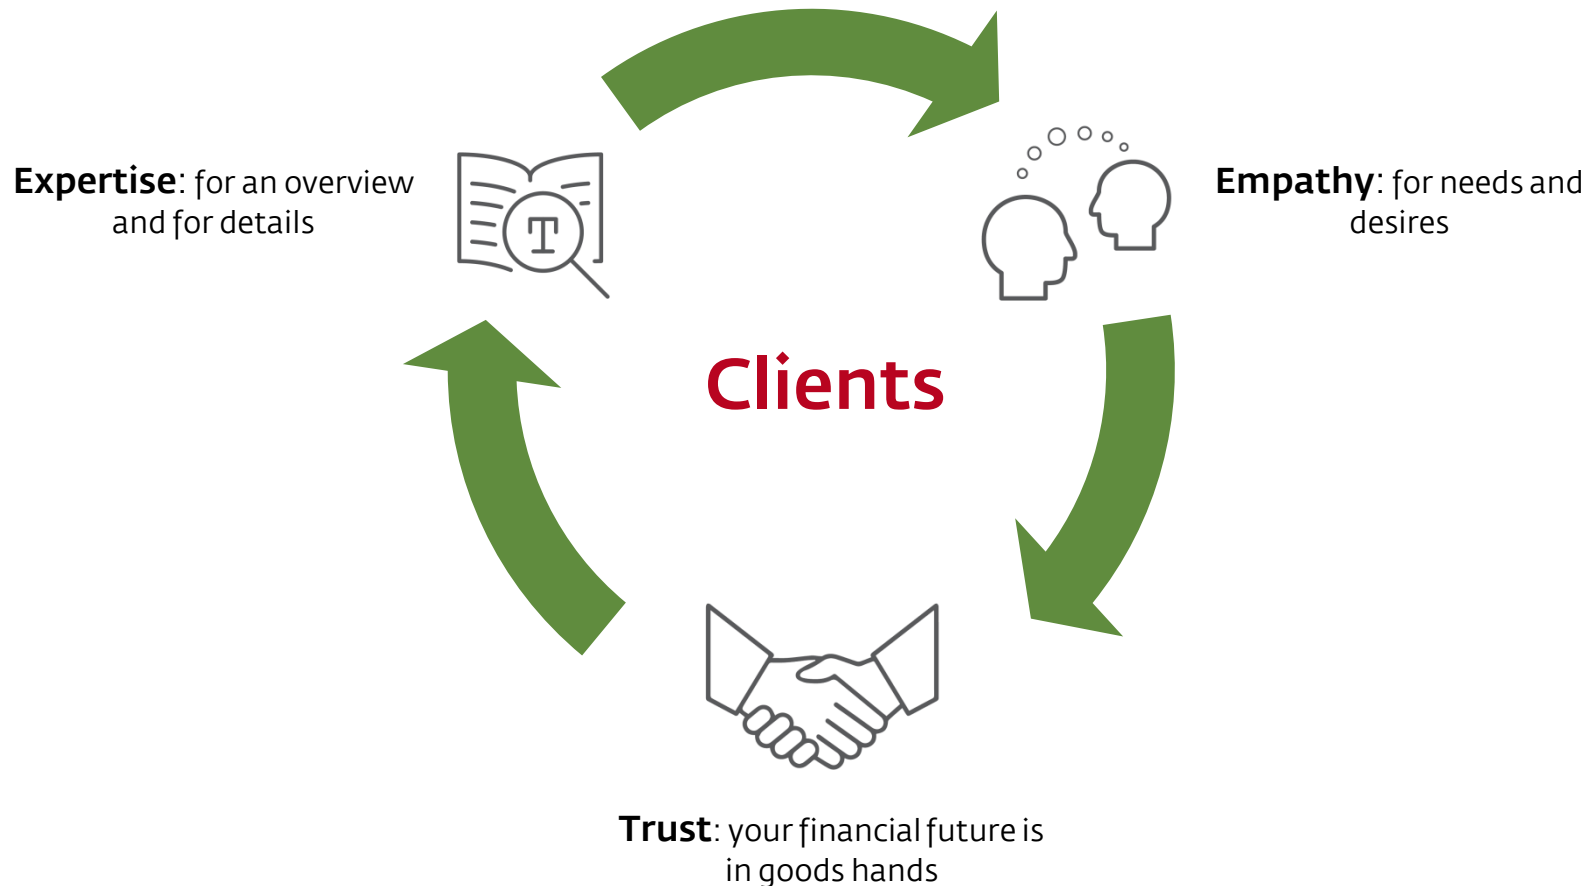 Expertise: for an overview
and for details
T
Empathy: for needs and
desires
Clients
Trust: your financial future is
in goods hands